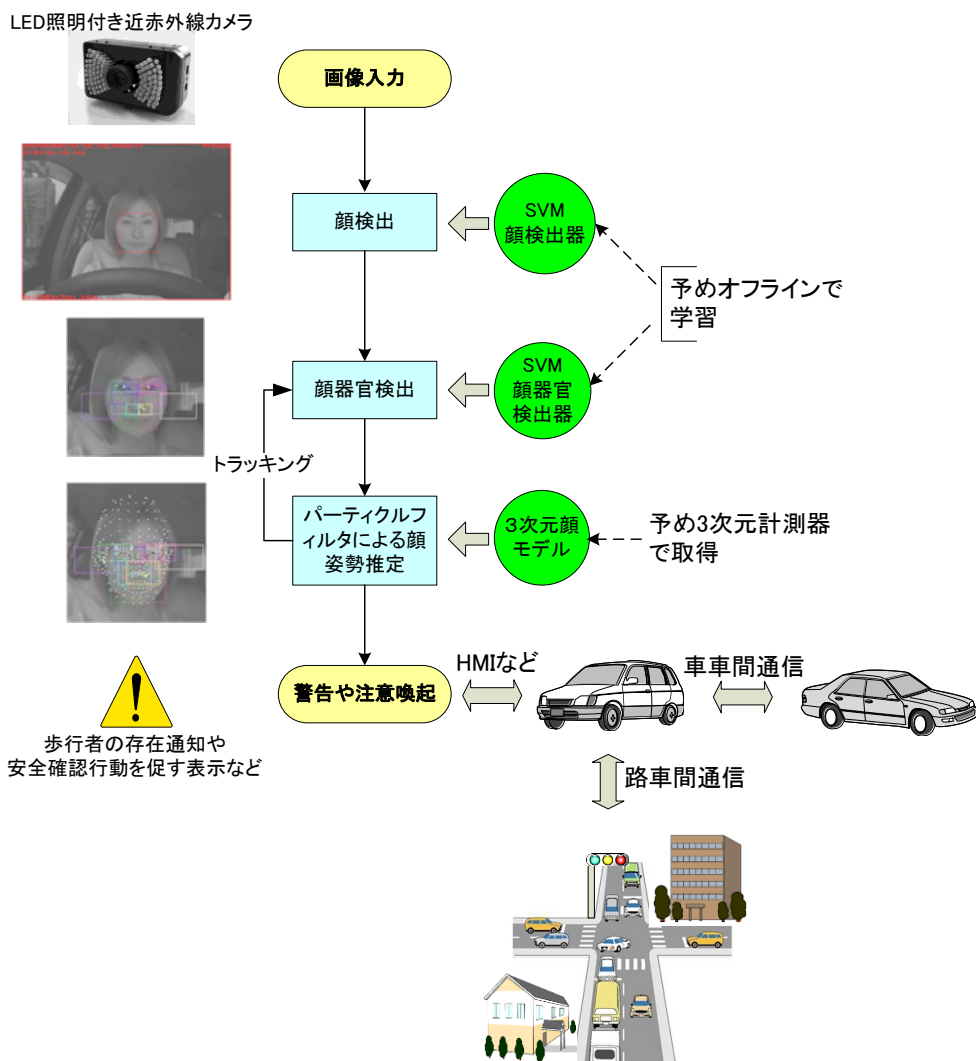 LED照明付き近赤外線カメラ
画像入力
顔検出
SVM
顔検出器
予めオフラインで
学習
顔器官検出
SVM
顔器官
検出器
トラッキング
パーティクルフ
ィルタによる顔
姿勢推定
3次元顔
モデル
予め3次元計測器
で取得
警告や注意喚起
HMIなど
車車間通信
歩行者の存在通知や
安全確認行動を促す表示など
路車間通信